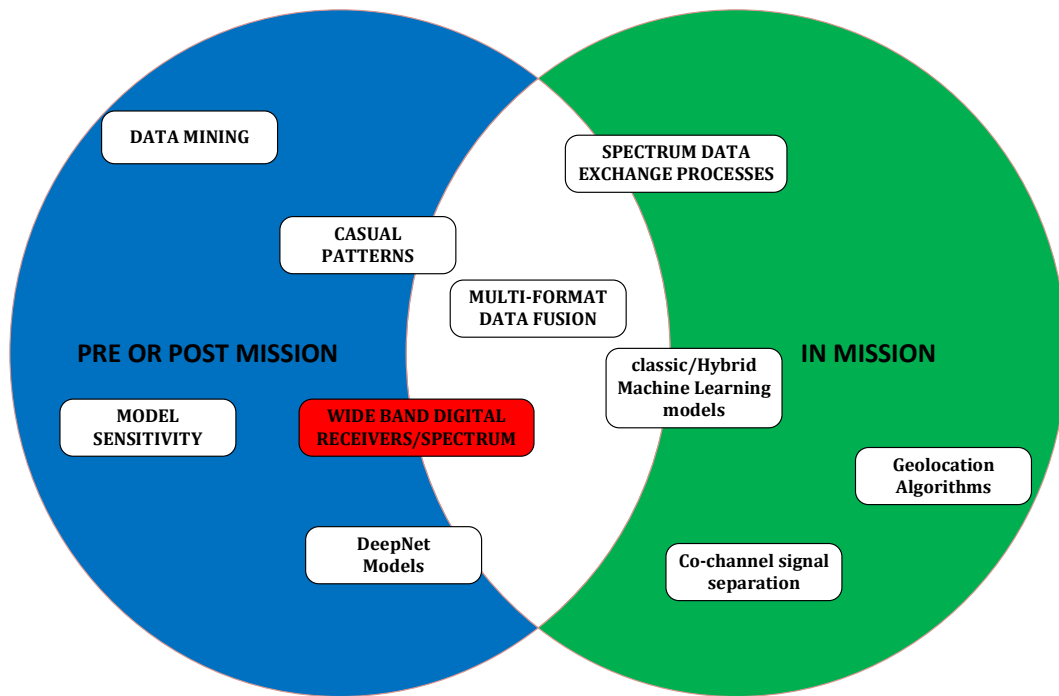 DATA MINING
SPECTRUM DATA
EXCHANGE PROCESSES
CASUAL
PATTERNS
MULTI-FORMAT
DATA FUSION
PRE OR POST MISSION
IN MISSION
classic/Hybrid
Machine Learning
models
MODEL
SENSITIVITY
WIDE BAND DIGITAL
RECEIVERS/SPECTRUM
Geolocation
Algorithms
DeepNet
Models
Co-channel signal
separation